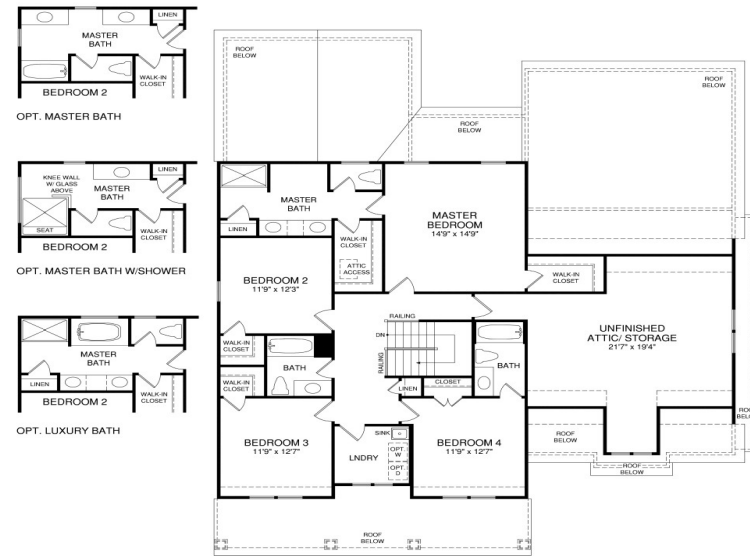 LINEN
MASTER
BATH
WALK-IN
CLOSET
BEDROOM 2
OPT. MASTER BATH
KNEE WALL
W/ GLASS
ABOVE
LINEN
MASTER
BATH
SEAT
WALK-IN
CLOSET
BEDROOM 2
OPT. MASTER BATH W/SHOWER
MASTER
BATH
LINEN
WALK-IN
CLOSET
BEDROOM 2
OPT. LUXURY BATH
ROOF
BELOW
ROOF
BELOW
ROOF
BELOW
MASTER
BATH
LINEN
WALK-IN
CLOSET
ATTIC
ACCESS
MASTER
BEDROOM
14'9" x 14'9"
WALK-IN
CLOSET
BEDROOM 2
11'9" x 12'3"
WALK-IN
CLOSET
RAILING
DN
RAILING
UNFINISHED
ATTIC/ STORAGE
21'7" x 19'4"
BATH
BATH
WALK-IN
CLOSET
LINEN
CLOSET
BEDROOM 3
11'9" x 12'7"
SINK
LNDRY
OPT.
W
OPT.
D
BEDROOM 4
11'9" x 12'7"
ROOF
BELOW
ROOF
BELOW
ROOF
BELOW
ROOF
BELOW